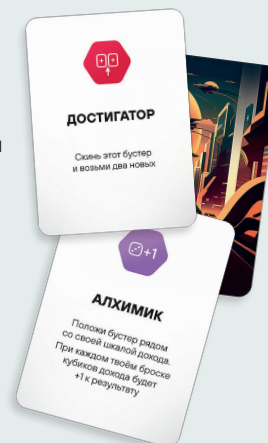 ДОСТИГАТОР
Скинь этот бустер
и возьми два новых
+1
АЛХИМИК
Положи бустер рядом
со своей шкалой дохода.
При каждом твоём броске
кубиков дохода будет
+1 к результату